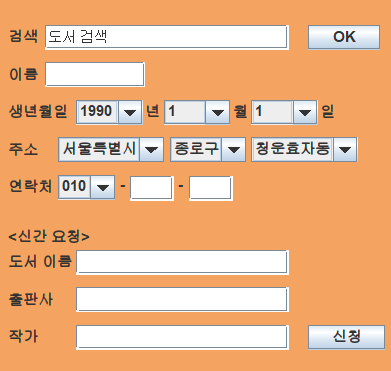 검색 도서 검색 OK
이름
생년월일 1990 년 1 월 1 일
주소 서울특별시 종로구 청운효자동
연락처 010 - -
<신간 요청>
도서 이름
출판사
작가 신청